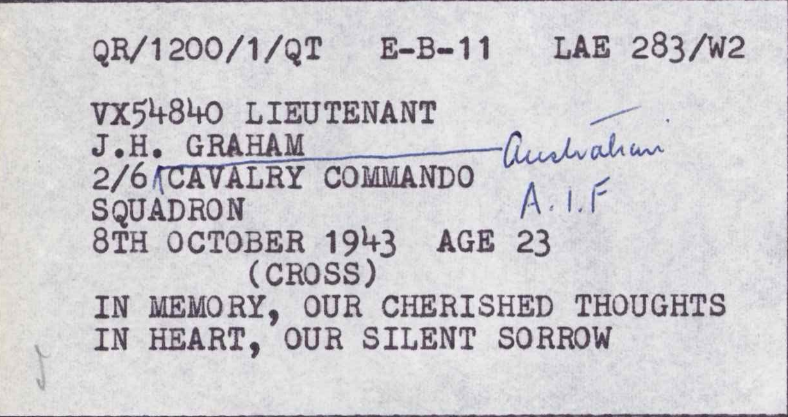 QR/1200/1/QT E-B-11 LAE 283/W2
VX54840 LIEUTENANT
J.H. GRAHAM
Australian
2/6 CAVALRY COMMANDO
A.I.F
SQUADRON
8TH OCTOBER 1943 AGE 23
(CROSS)
IN MEMORY, OUR CHERISHED THOUGHTS
IN HEART, OUR SILENT SORROW